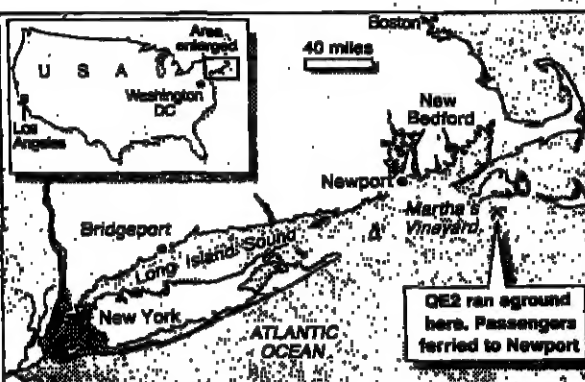 Area
enlarged
U S A
Washington
DC
Los
Angeles
40 miles
Boston
New
Bedford
Newport
Martha's
Vineyard
Bridgeport
Long Island Sound
New York
ATLANTIC
OCEAN
QE2 ran aground
here. Passengers
ferried to Newport